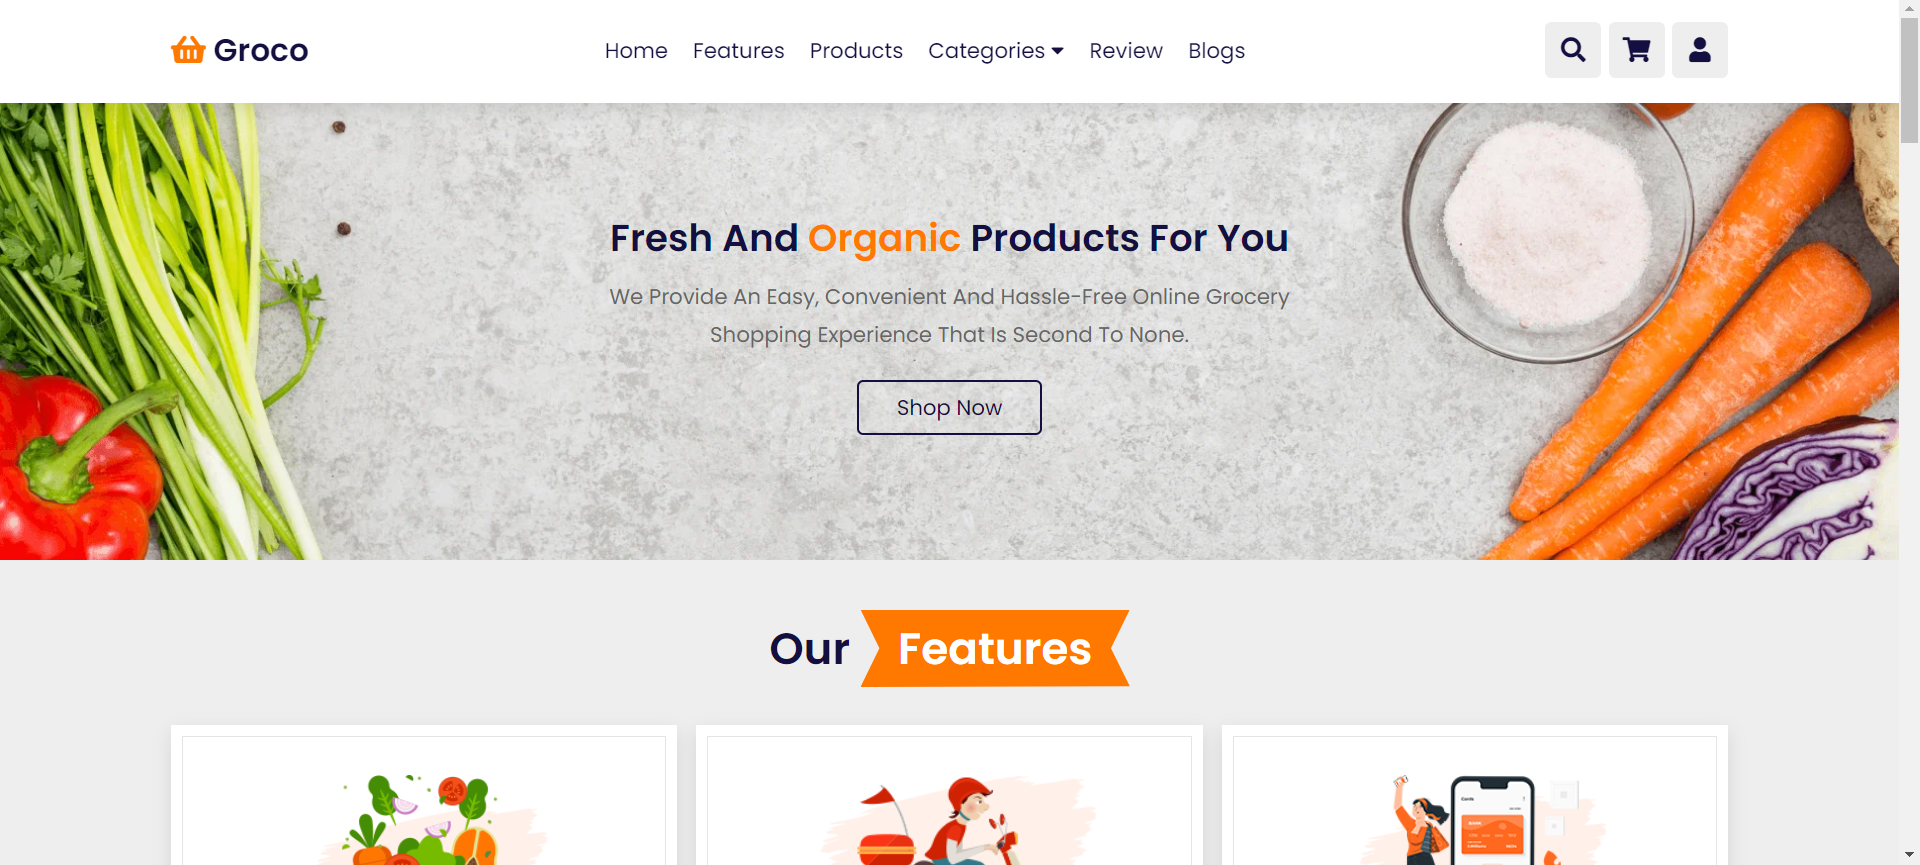 Groco
Home Features Products Categories Review Blogs
Fresh And Organic Products For You
We Provide An Easy, Convenient And Hassle-Free Online Grocery
Shopping Experience That Is Second To None.
Shop Now
Our Features
Cards